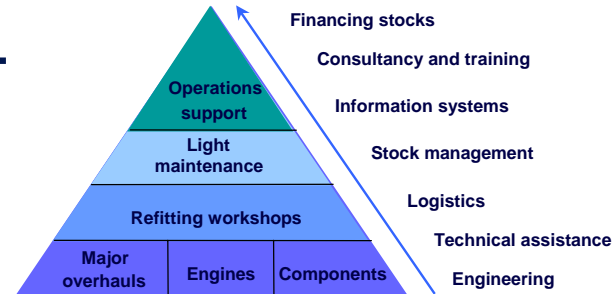 Financing stocks
Consultancy and training
Operations
support
Information systems
Light
maintenance
Stock management
Refitting workshops
Logistics
Technical assistance
Major
overhauls
Engines
Components
Engineering